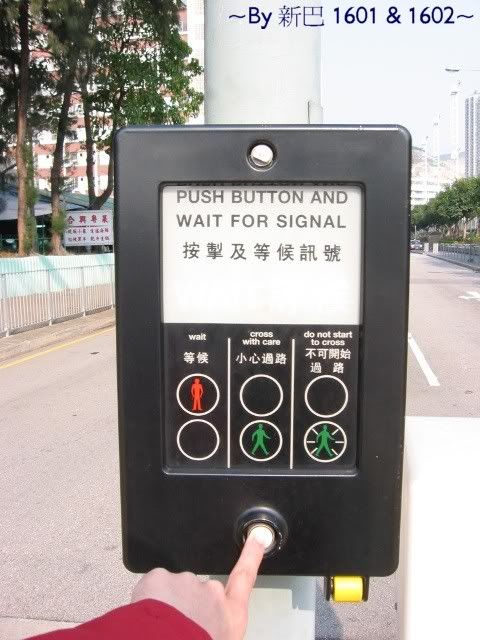 ~By 新巴 1601 & 1602~
PUSH BUTTON AND
WAIT FOR SIGNAL
按掣及等候訊號
wait
等候
cross
with care
小心過路
do not start
to cross
不可開始
過路